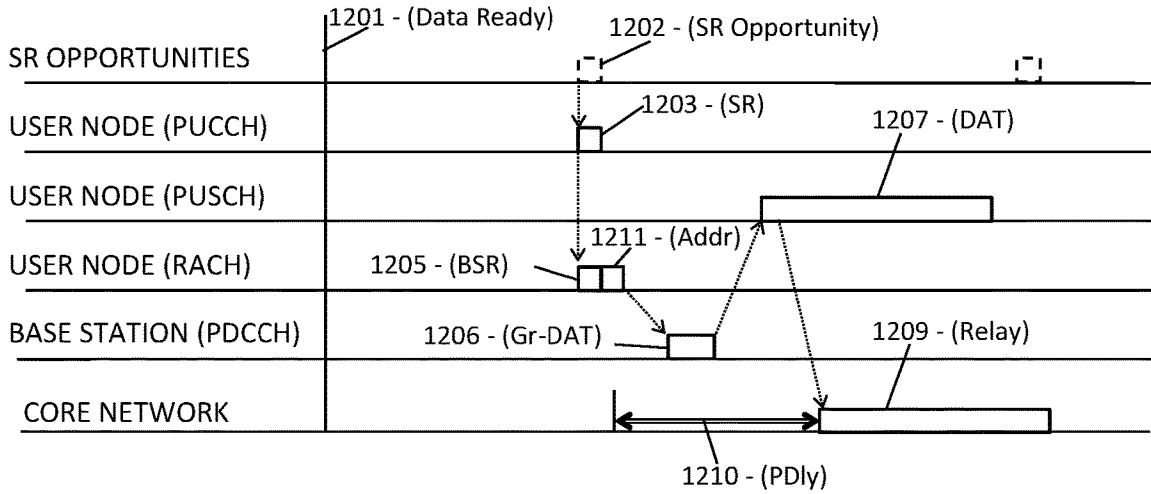 1201 - (Data Ready)
1202 - (SR Opportunity)
SR OPPORTUNITIES
1203 - (SR)
USER NODE (PUCCH)
1207 - (DAT)
USER NODE (PUSCH)
1211 - (Addr)
USER NODE (RACH)
1205 - (BSR)
BASE STATION (PDCCH)
1206 - (Gr-DAT)
1209 - (Relay)
CORE NETWORK
1210 - (PDly)